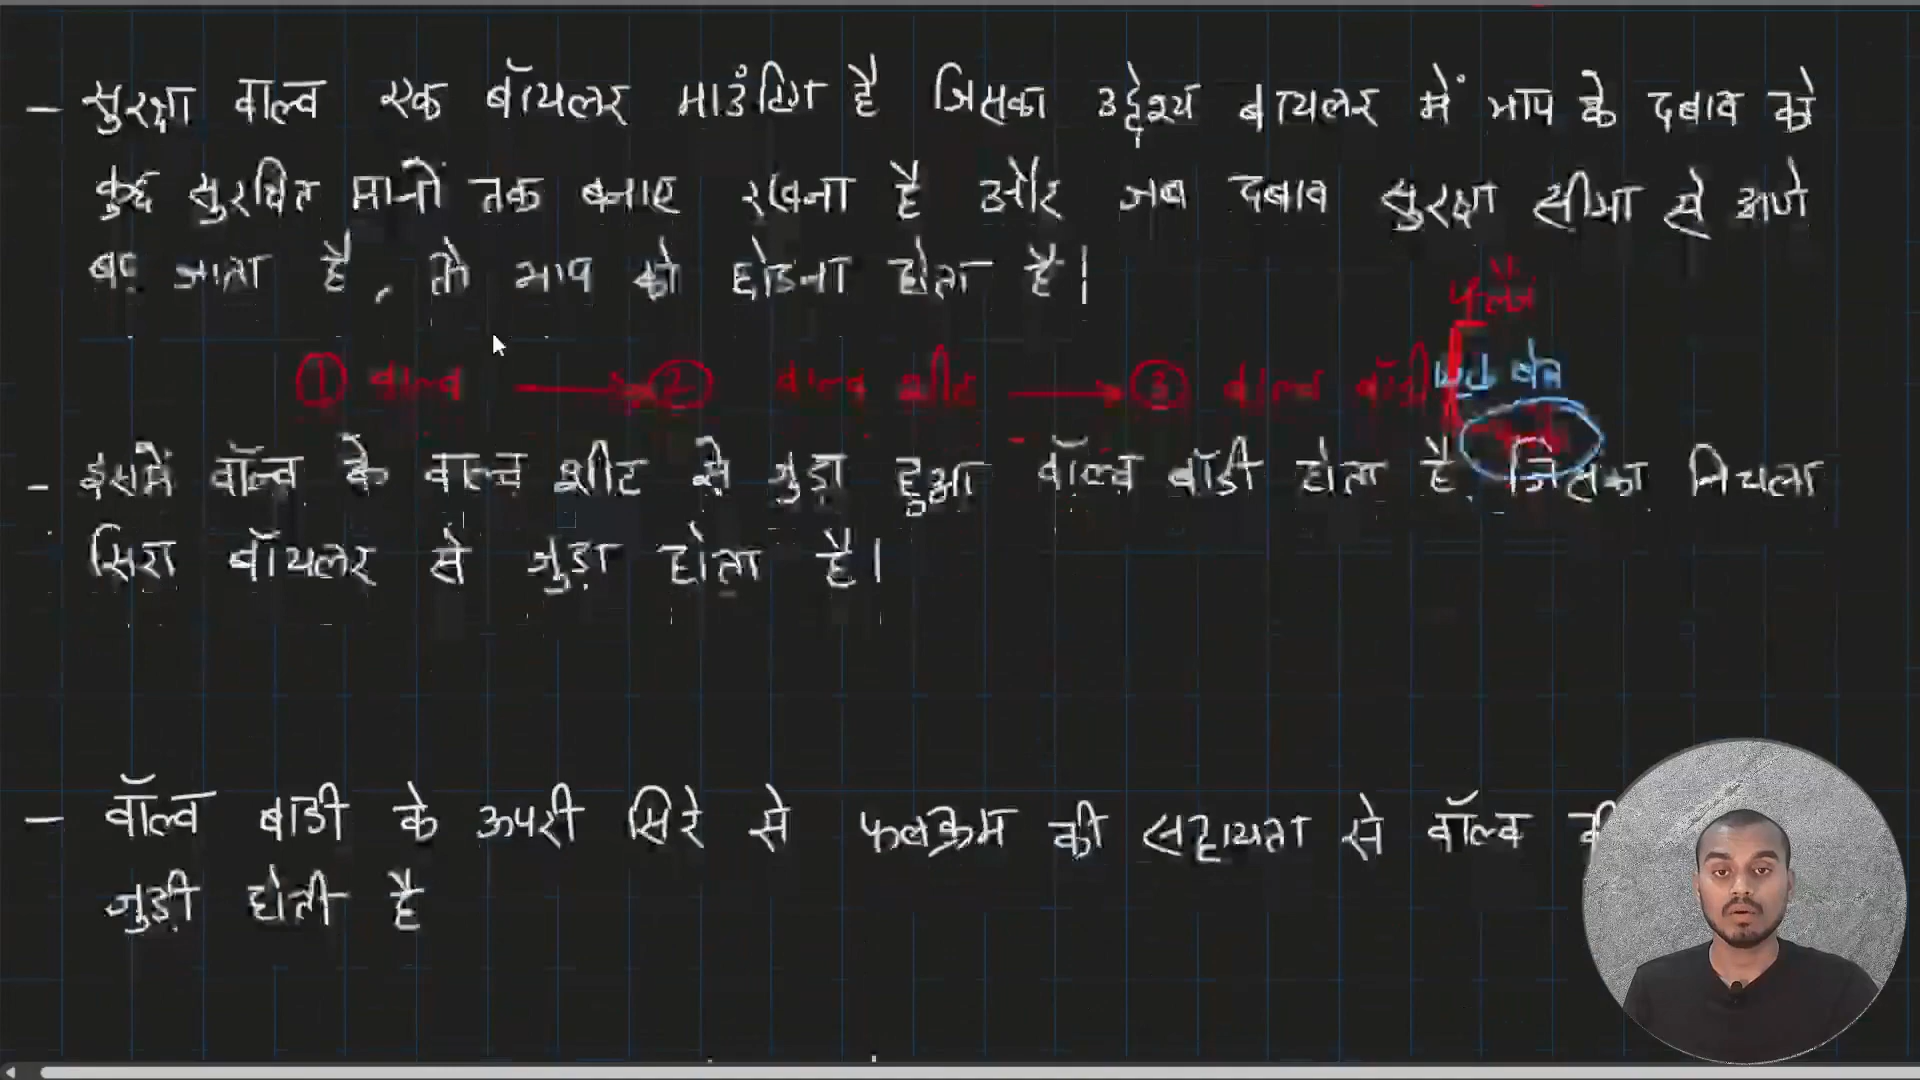 - सुरक्षा वाल्व एक बॉयलर माउंटिंग है जिसका उद्देश्य बायलर में भाप के दबाव को
कुछ सुरक्षित मानों तक बनाए रखना है और जब दबाव सुरक्षा सीमा से आगे
बढ़ जाता है, तो भाप को छोडना होता है।
फ्लेंज
① वाल्व → ② वाल्व शीट → ③ वाल्व बॉडी
- इसमें वॉल्व के वाल्व शीट से जुड़ा हुआ वॉल्व बॉडी होता है जिसका निचला
सिरा बॉयलर से जुड़ा होता है।
- वॉल्व बाडी के ऊपरी सिरे से फलक्रम की सहायता से वॉल्व
जुड़ी होती है